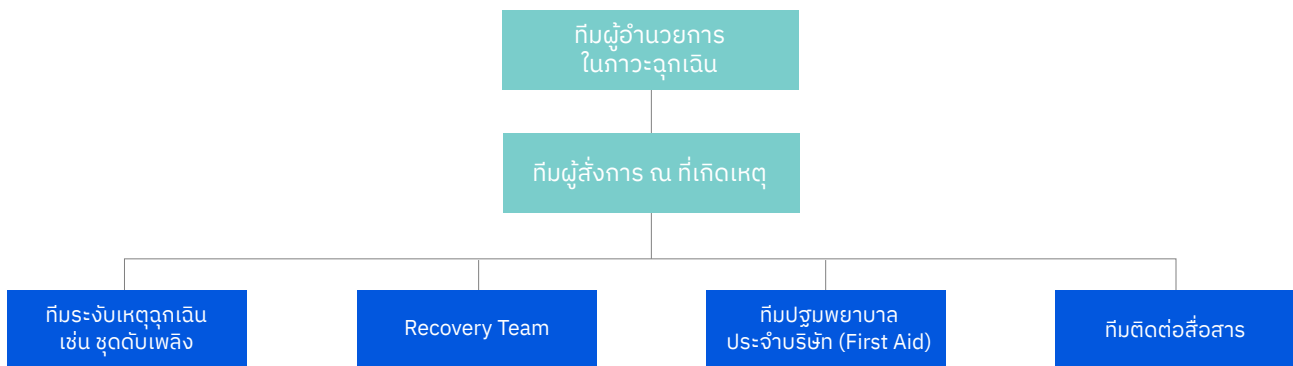 ทีมผู้อำนวยการ
ในภาวะฉุกเฉิน
ทีมผู้สั่งการ ณ ที่เกิดเหตุ
ทีมระงับเหตุฉุกเฉิน
เช่น ชุดดับเพลิง
Recovery Team
ทีมปฐมพยาบาล
ประจำบริษัท (First Aid)
ทีมติดต่อสื่อสาร